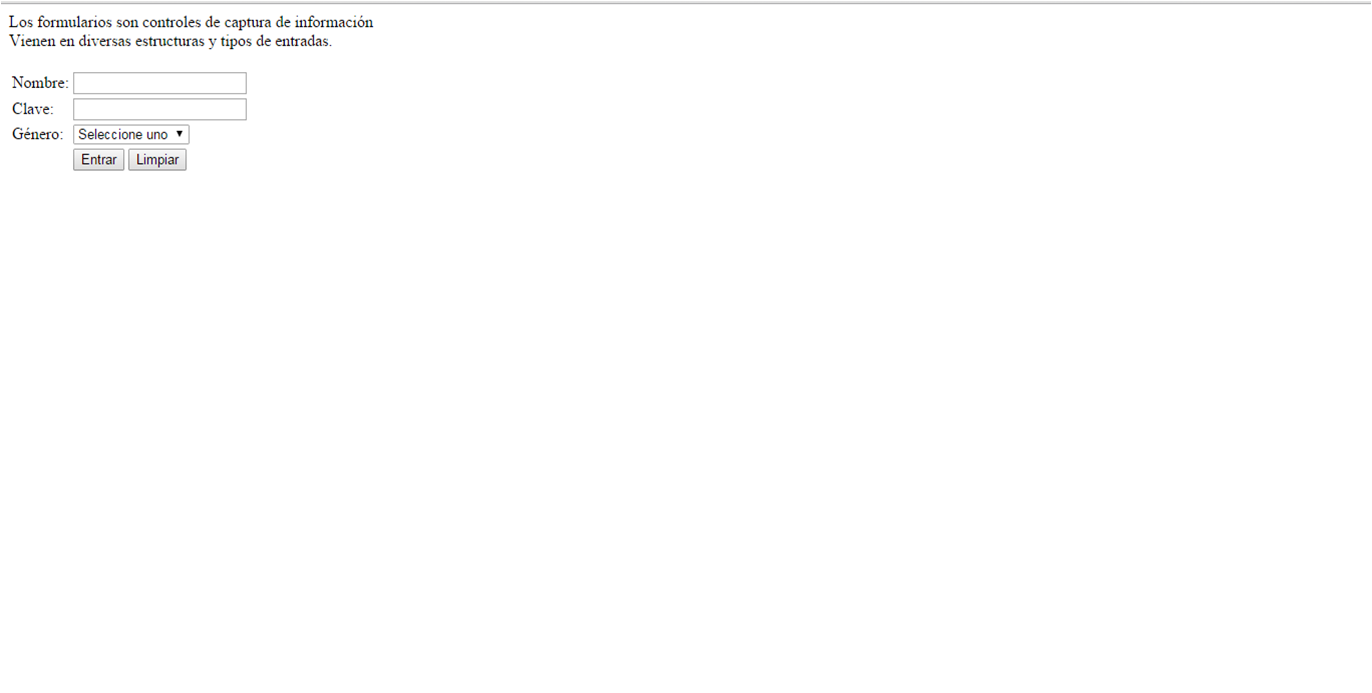 Los formularios son controles de captura de información
Vienen en diversas estructuras y tipos de entradas.
Nombre:
Clave:
Género: Seleccione uno
Entrar Limpiar